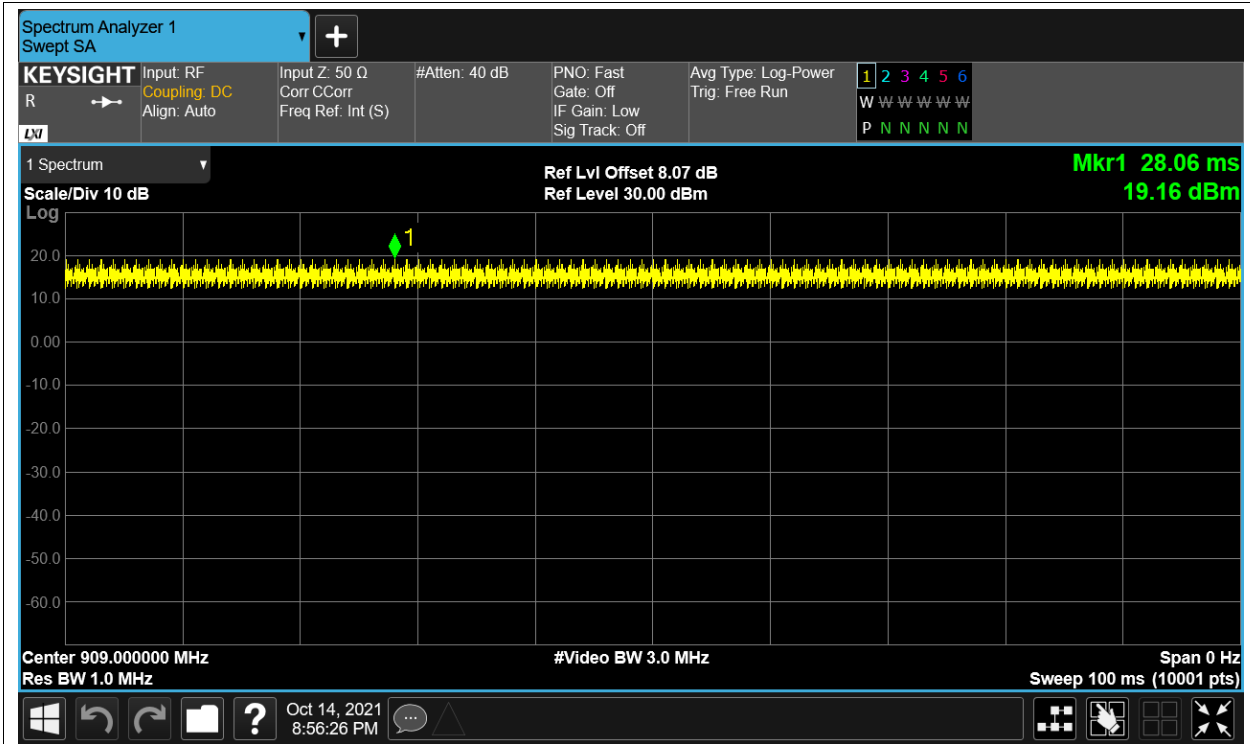 Spectrum Analyzer 1
Swept SA
KEYSIGHT
R
LXI
Input: RF
Coupling: DC
Align: Auto
Input Z: 50 Ω
Corr CCorr
Freq Ref: Int (S)
#Atten: 40 dB
PNO: Fast
Gate: Off
IF Gain: Low
Sig Track: Off
Avg Type: Log-Power
Trig: Free Run
1 2 3 4 5 6
W W W W W W
P N N N N N
1 Spectrum
Scale/Div 10 dB
Log
Ref Lvl Offset 8.07 dB
Ref Level 30.00 dBm
Mkr1 28.06 ms
19.16 dBm
1
20.0
10.0
0.00
-10.0
-20.0
-30.0
-40.0
-50.0
-60.0
Center 909.000000 MHz
Res BW 1.0 MHz
#Video BW 3.0 MHz
Span 0 Hz
Sweep 100 ms (10001 pts)
?
Oct 14, 2021
8:56:26 PM